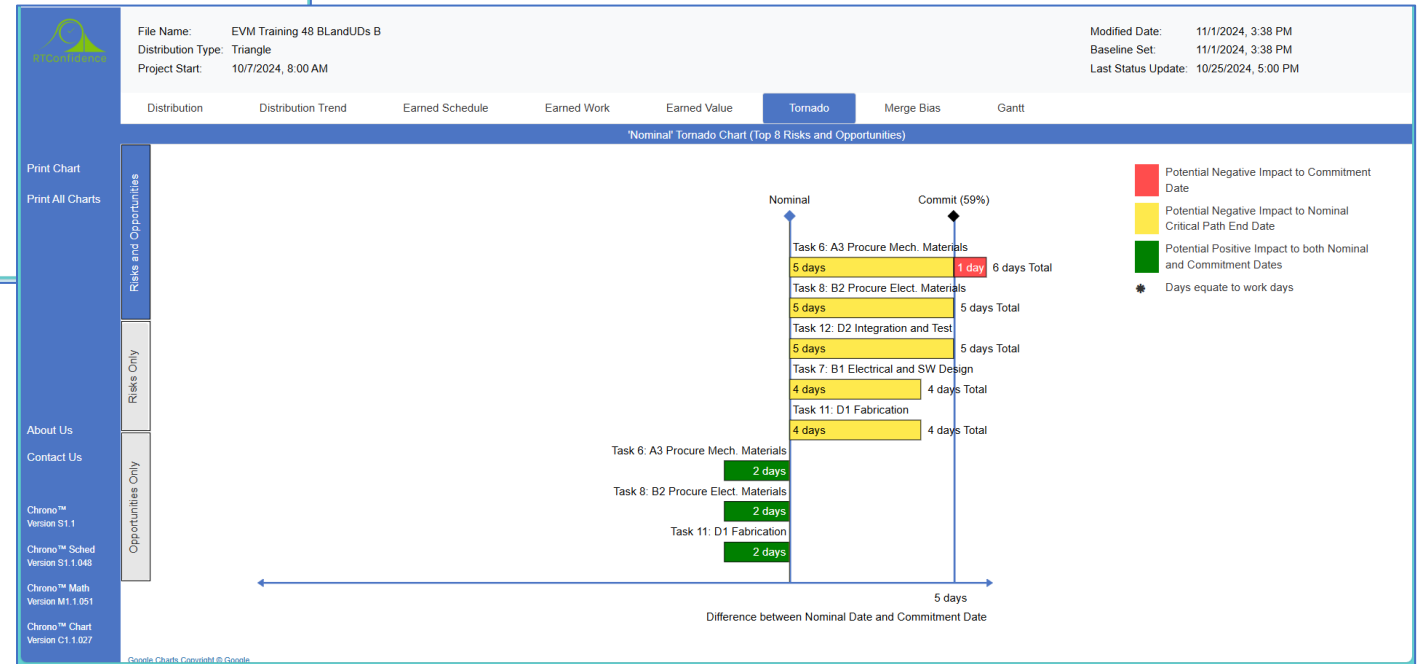 RTConfidence
File Name: EVM Training 48 BLandUDs B
Distribution Type: Triangle
Project Start: 10/7/2024, 8:00 AM
Modified Date: 11/1/2024, 3:38 PM
Baseline Set: 11/1/2024, 3:38 PM
Last Status Update: 10/25/2024, 5:00 PM
Distribution Distribution Trend Earned Schedule Earned Work Earned Value Tornado Merge Bias Gantt
'Nominal' Tornado Chart (Top 8 Risks and Opportunities)
Print Chart
Print All Charts
About Us
Contact Us
Chrono™
Version S1.1
Chrono™ Sched
Version S1.1.048
Chrono™ Math
Version M1.1.051
Chrono™ Chart
Version C1.1.027
Risks and Opportunities
Risks Only
Opportunities Only
Nominal Commit (59%)
Task 6: A3 Procure Mech. Materials
5 days 1 day 6 days Total
Task 8: B2 Procure Elect. Materials
5 days 5 days Total
Task 12: D2 Integration and Test
5 days 5 days Total
Task 7: B1 Electrical and SW Design
4 days 4 days Total
Task 11: D1 Fabrication
4 days 4 days Total
Task 6: A3 Procure Mech. Materials
2 days
Task 8: B2 Procure Elect. Materials
2 days
Task 11: D1 Fabrication
2 days
5 days
Difference between Nominal Date and Commitment Date
Potential Negative Impact to Commitment
Date
Potential Negative Impact to Nominal
Critical Path End Date
Potential Positive Impact to both Nominal
and Commitment Dates
✱ Days equate to work days
Google Charts Copyright © Google